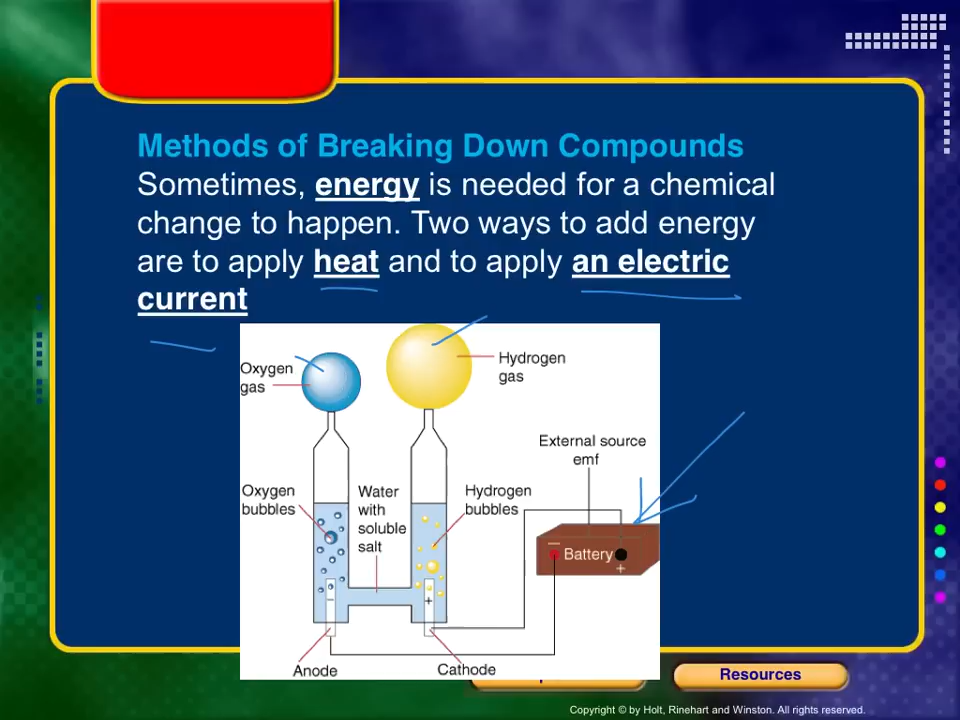 Methods of Breaking Down Compounds
Sometimes, energy is needed for a chemical
change to happen. Two ways to add energy
are to apply heat and to apply an electric
current
Oxygen
gas
Hydrogen
gas
External source
emf
Oxygen
bubbles
Water
with
soluble
salt
Hydrogen
bubbles
− Battery +
− +
Anode
Cathode
Resources
Copyright © by Holt, Rinehart and Winston. All rights reserved.